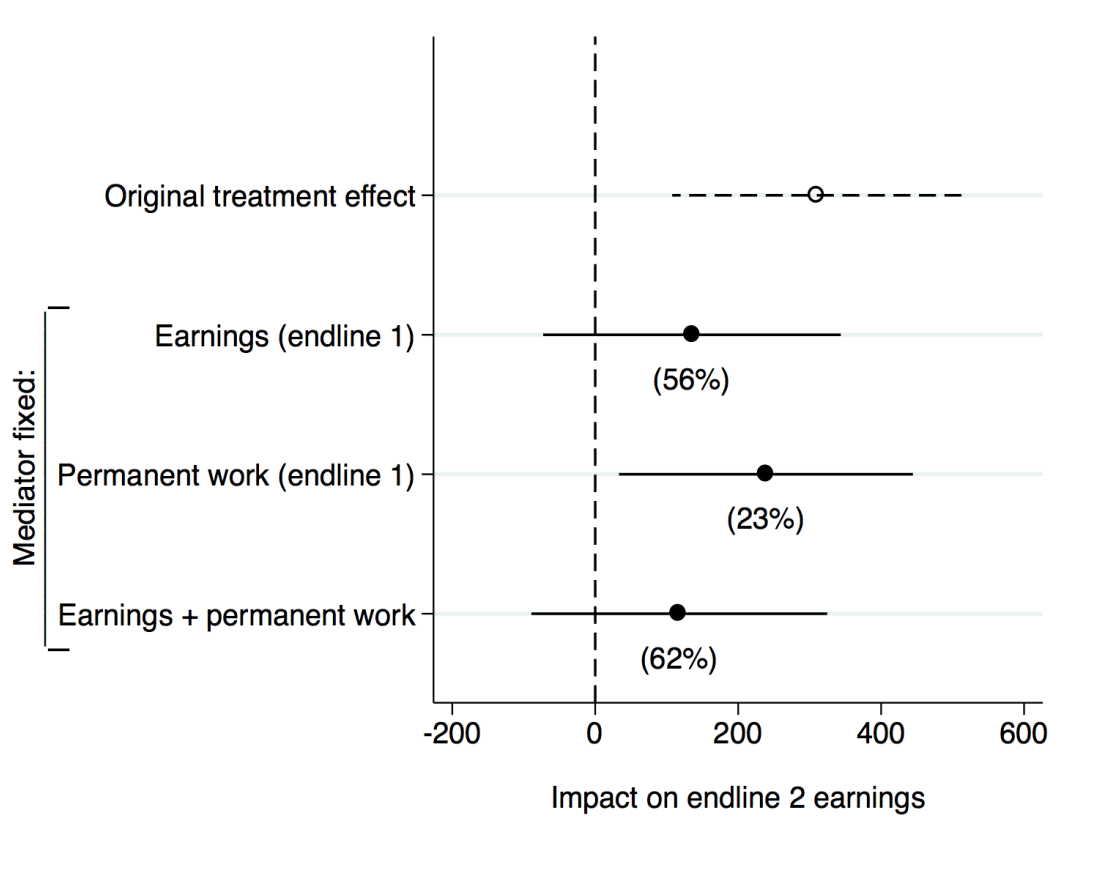 Original treatment effect
Mediator fixed:
Earnings (endline 1)
(56%)
Permanent work (endline 1)
(23%)
Earnings + permanent work
(62%)
-200 0 200 400 600
Impact on endline 2 earnings